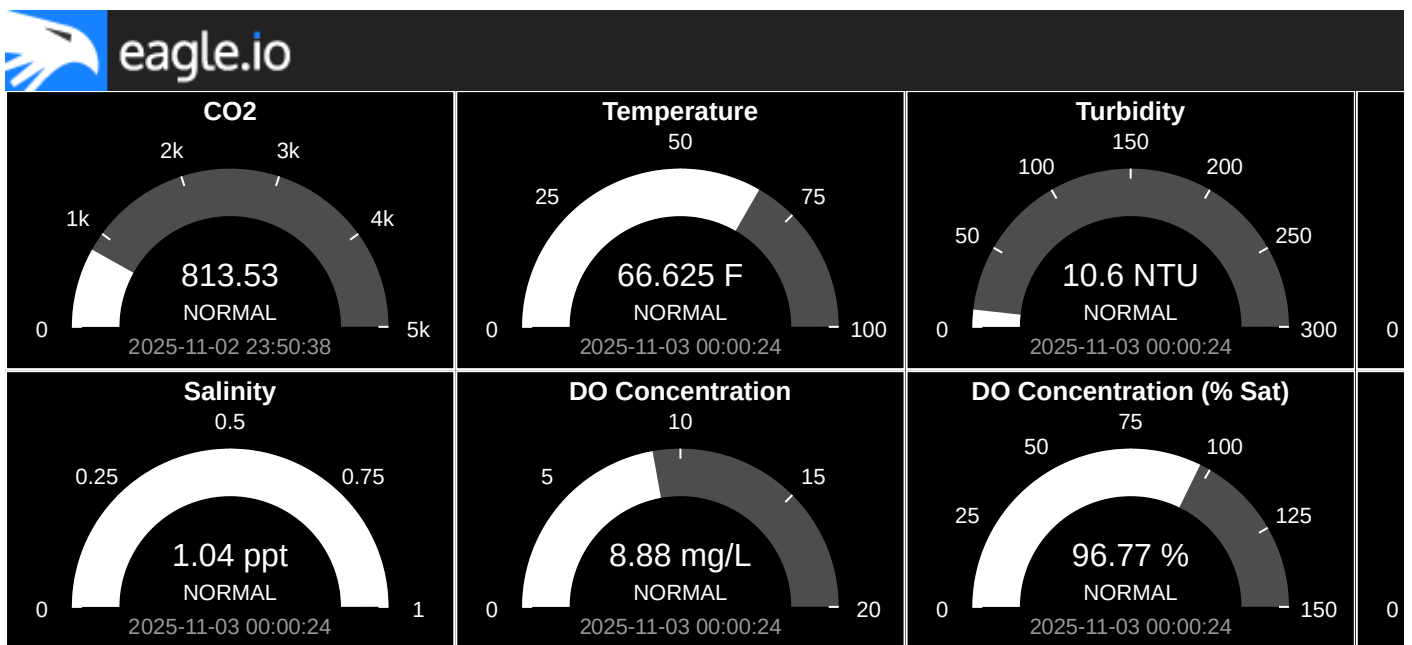 eagle.io
CO2
2k
3k
1k
4k
813.53
NORMAL
0
5k
2025-11-02 23:50:38
Temperature
50
25
75
66.625 F
NORMAL
0
100
2025-11-03 00:00:24
Turbidity
150
100
200
50
250
10.6 NTU
NORMAL
0
300
2025-11-03 00:00:24
0
Salinity
0.5
0.25
0.75
1.04 ppt
NORMAL
0
1
2025-11-03 00:00:24
DO Concentration
10
5
15
8.88 mg/L
NORMAL
0
20
2025-11-03 00:00:24
DO Concentration (% Sat)
75
50
100
25
125
96.77 %
NORMAL
0
150
2025-11-03 00:00:24
0